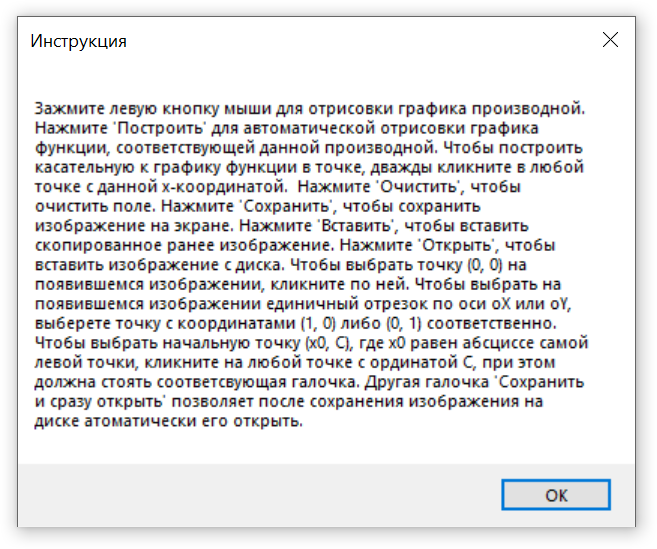 Инструкция
Зажмите левую кнопку мыши для отрисовки графика производной.
Нажмите 'Построить' для автоматической отрисовки графика
функции, соответствующей данной производной. Чтобы построить
касательную к графику функции в точке, дважды кликните в любой
точке с данной x-координатой.  Нажмите 'Очистить', чтобы
очистить поле. Нажмите 'Сохранить', чтобы сохранить
изображение на экране. Нажмите 'Вставить', чтобы вставить
скопированное ранее изображение. Нажмите 'Открыть', чтобы
вставить изображение с диска. Чтобы выбрать точку (0, 0) на
появившемся изображении, кликните по ней. Чтобы выбрать на
появившемся изображении единичный отрезок по оси oX или oY,
выберете точку с координатами (1, 0) либо (0, 1) соответственно.
Чтобы выбрать начальную точку (x0, C), где x0 равен абсциссе самой
левой точки, кликните на любой точке с ординатой C, при этом
должна стоять соответсвующая галочка. Другая галочка 'Сохранить
и сразу открыть' позволяет после сохранения изображения на
диске атоматически его открыть.
OK